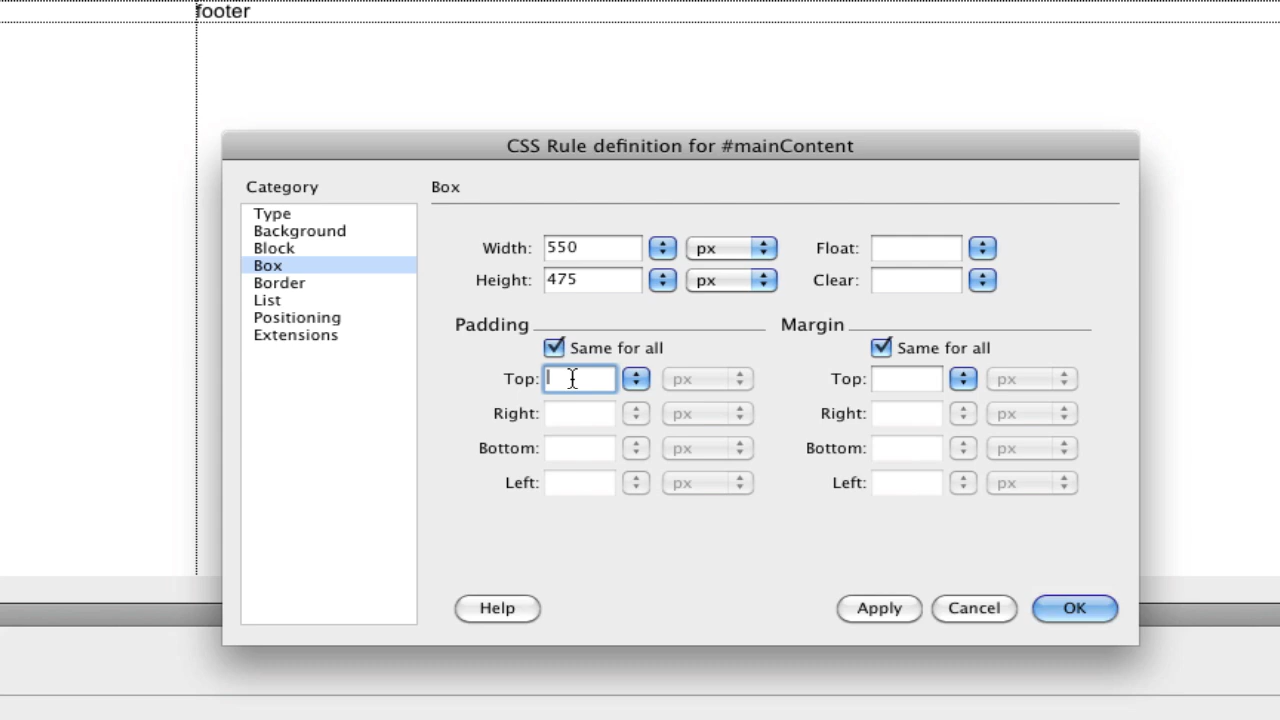 footer
CSS Rule definition for #mainContent
Category
Box
Type
Background
Block
Box
Border
List
Positioning
Extensions
Width: 550 px Float:
Height: 475 px Clear:
Padding Margin
Same for all Same for all
Top: px Top: px
Right: px Right: px
Bottom: px Bottom: px
Left: px Left: px
Help Apply Cancel OK